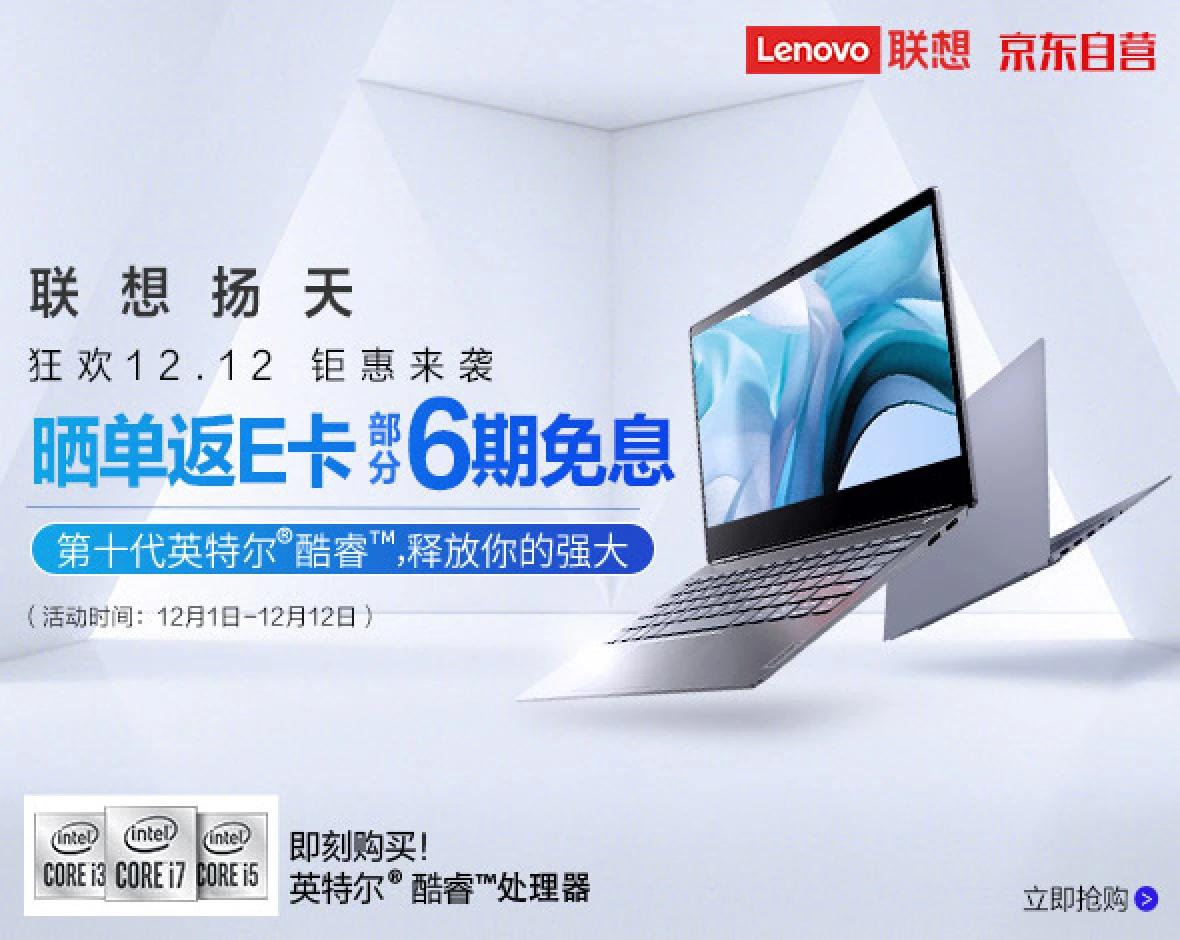 Lenovo 联想 京东自营
联想扬天
狂欢12.12 钜惠来袭
晒单返E卡 部分 6期免息
第十代英特尔®酷睿™,释放你的强大
(活动时间：12月1日-12月12日)
intel CORE i3
intel CORE i7
intel CORE i5
即刻购买！
英特尔®酷睿™处理器
立即抢购 >